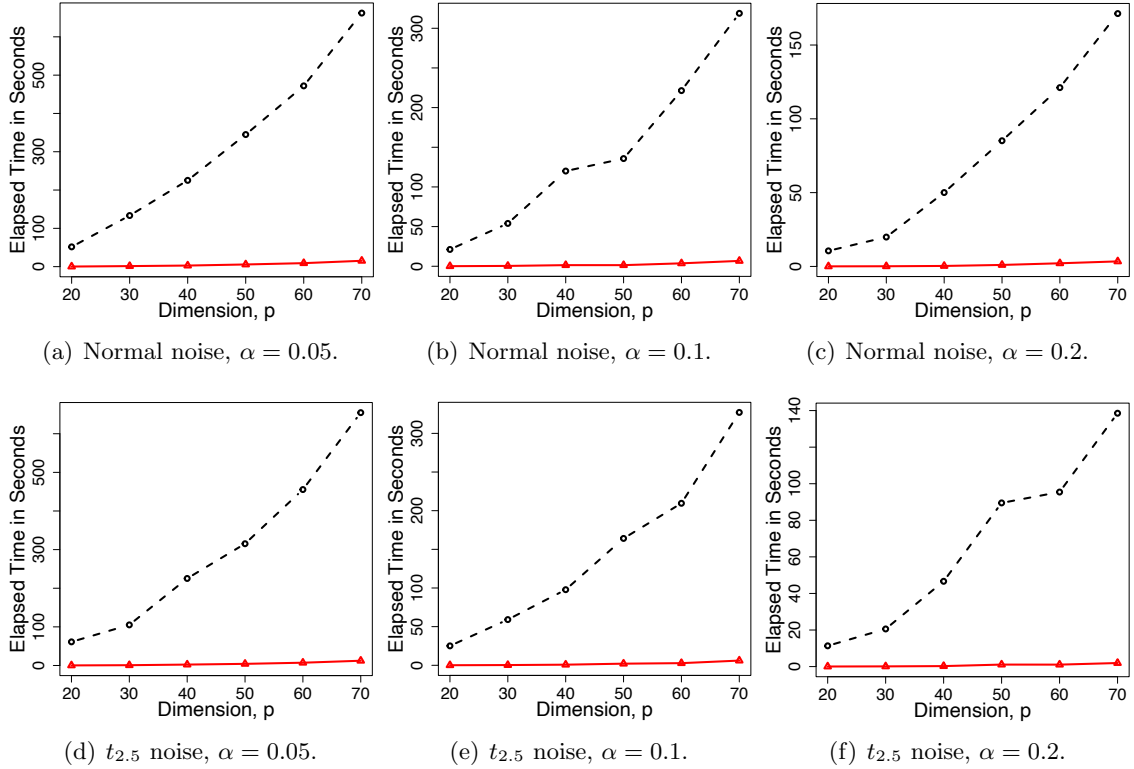 Elapsed Time in Seconds
0 100 300 500
20 30 40 50 60 70
Dimension, p
(a) Normal noise, α = 0.05.
Elapsed Time in Seconds
0 50 100 200 300
20 30 40 50 60 70
Dimension, p
(b) Normal noise, α = 0.1.
Elapsed Time in Seconds
0 50 100 150
20 30 40 50 60 70
Dimension, p
(c) Normal noise, α = 0.2.
Elapsed Time in Seconds
0 100 300 500
20 30 40 50 60 70
Dimension, p
(d) t2.5 noise, α = 0.05.
Elapsed Time in Seconds
0 50 100 200 300
20 30 40 50 60 70
Dimension, p
(e) t2.5 noise, α = 0.1.
Elapsed Time in Seconds
0 20 40 60 80 100 140
20 30 40 50 60 70
Dimension, p
(f) t2.5 noise, α = 0.2.